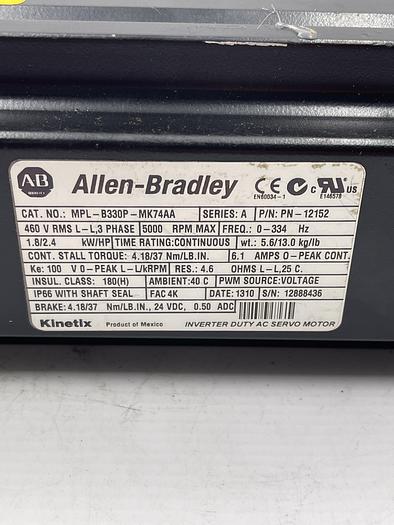 AB Allen-Bradley CE EN60034-1 C UL US E146578
CAT. NO.: MPL-B330P-MK74AA SERIES: A P/N: PN-12152
460 V RMS L-L,3 PHASE 5000 RPM MAX FREQ.: 0-334 Hz
1.8/2.4 kW/HP TIME RATING:CONTINUOUS wt.: 5.6/13.0 kg/lb
CONT. STALL TORQUE: 4.18/37 Nm/LB.IN. 6.1 AMPS 0-PEAK CONT.
Ke: 100 V 0-PEAK L-L/kRPM RES.: 4.6 OHMS L-L,25 C.
INSUL. CLASS: 180(H) AMBIENT:40 C PWM SOURCE:VOLTAGE
IP66 WITH SHAFT SEAL FAC 4K DATE: 1310 S/N: 12888436
BRAKE: 4.18/37 Nm/LB.IN., 24 VDC, 0.50 ADC
Kinetix Product of Mexico INVERTER DUTY AC SERVO MOTOR